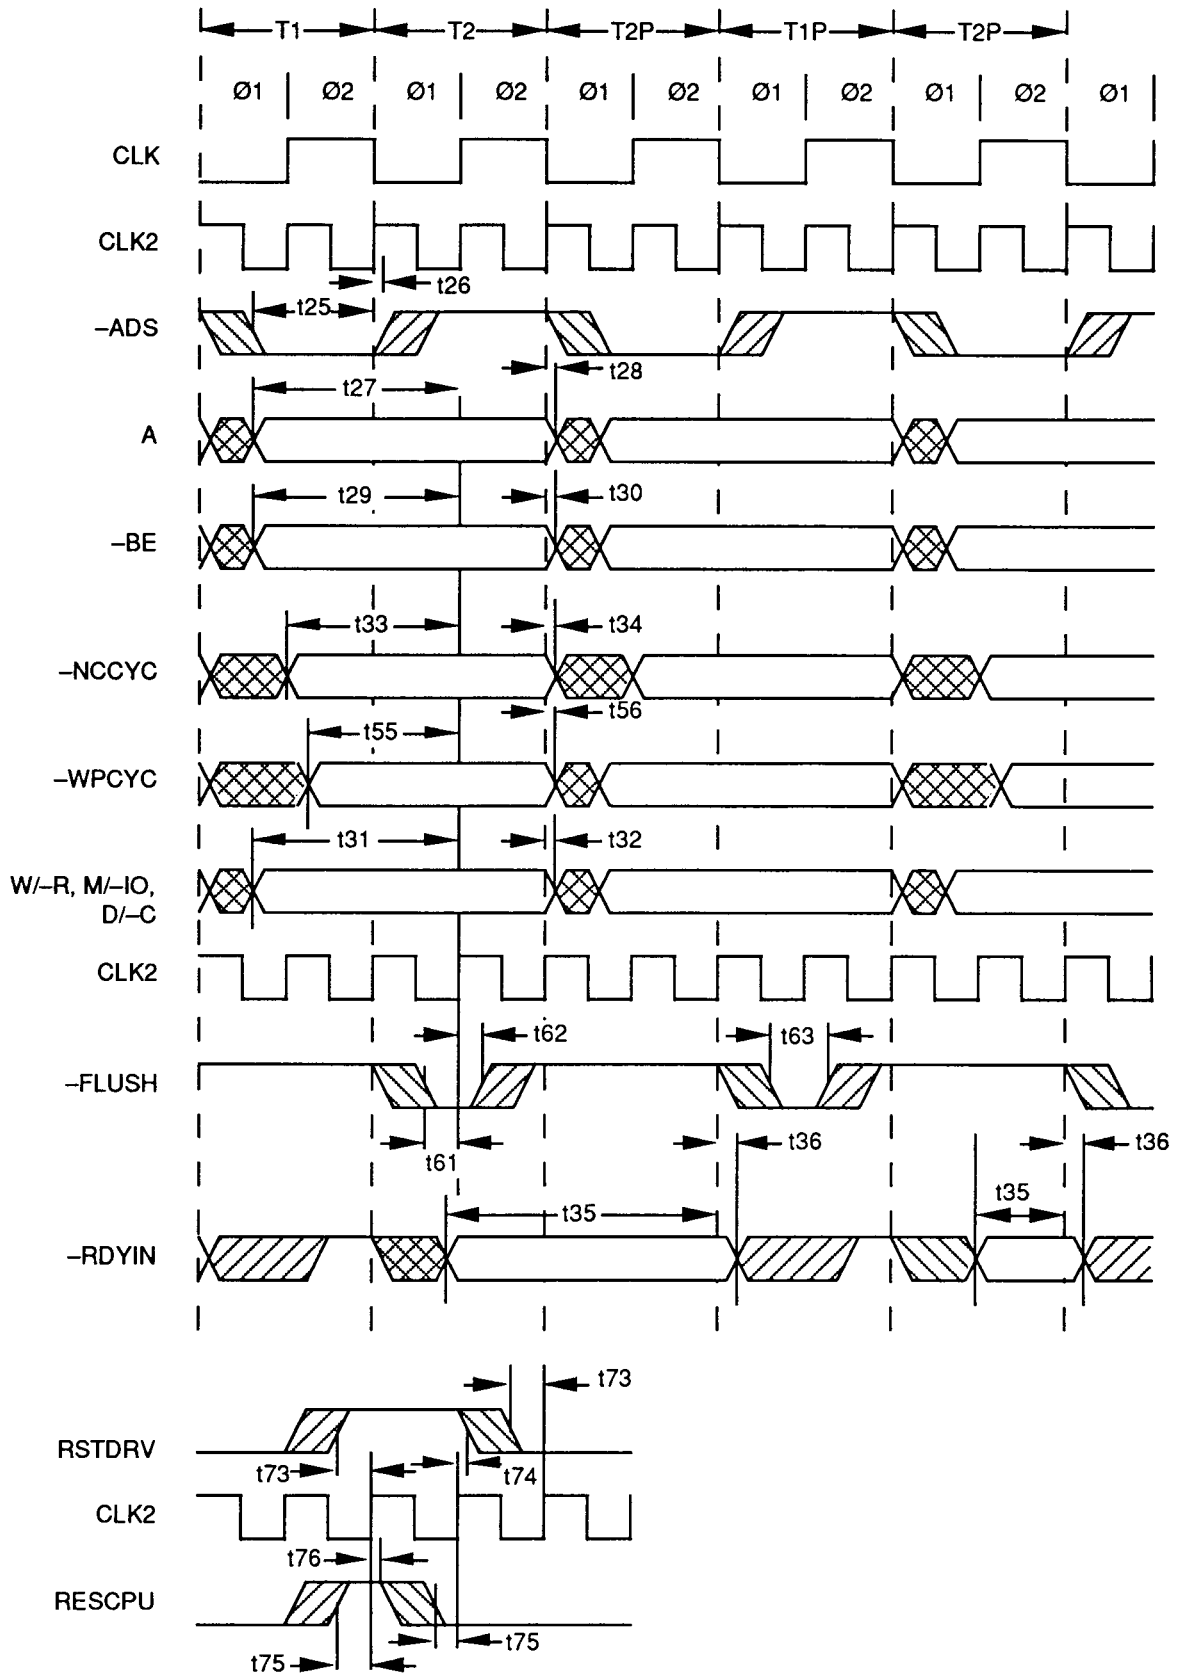 T1 T2 T2P T1P T2P
Ø1 Ø2 Ø1 Ø2 Ø1 Ø2 Ø1 Ø2 Ø1 Ø2 Ø1
CLK
CLK2
t26
t25
–ADS
t28
t27
A
t29 t30
–BE
t33 t34
–NCCYC
t56
t55
–WPCYC
t31 t32
W/–R, M/–IO,
D/–C
CLK2
t62 t63
–FLUSH
t36 t36
t61
t35 t35
–RDYIN
t73
RSTDRV
t73 t74
CLK2
t76
RESCPU
t75
t75